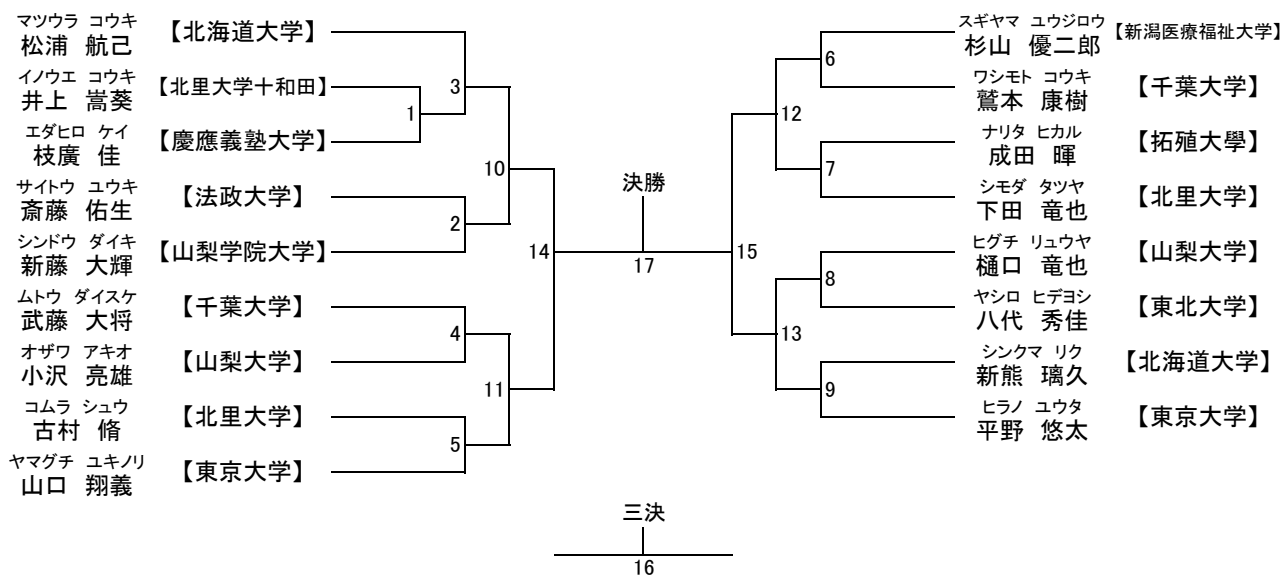 マツウラ コウキ
松浦 航己 【北海道大学】
イノウエ コウキ
井上 嵩葵 【北里大学十和田】
エダヒロ ケイ
枝廣 佳 【慶應義塾大学】
サイトウ ユウキ
斎藤 佑生 【法政大学】
シンドウ ダイキ
新藤 大輝 【山梨学院大学】
ムトウ ダイスケ
武藤 大将 【千葉大学】
オザワ アキオ
小沢 亮雄 【山梨大学】
コムラ シュウ
古村 脩 【北里大学】
ヤマグチ ユキノリ
山口 翔義 【東京大学】
3
1
10
2
14
4
11
5
決勝
17
三決
16
6
12
7
15
8
13
9
スギヤマ ユウジロウ
杉山 優二郎 【新潟医療福祉大学】
ワシモト コウキ
鷲本 康樹 【千葉大学】
ナリタ ヒカル
成田 暉 【拓殖大學】
シモダ タツヤ
下田 竜也 【北里大学】
ヒグチ リュウヤ
樋口 竜也 【山梨大学】
ヤシロ ヒデヨシ
八代 秀佳 【東北大学】
シンクマ リク
新熊 璃久 【北海道大学】
ヒラノ ユウタ
平野 悠太 【東京大学】